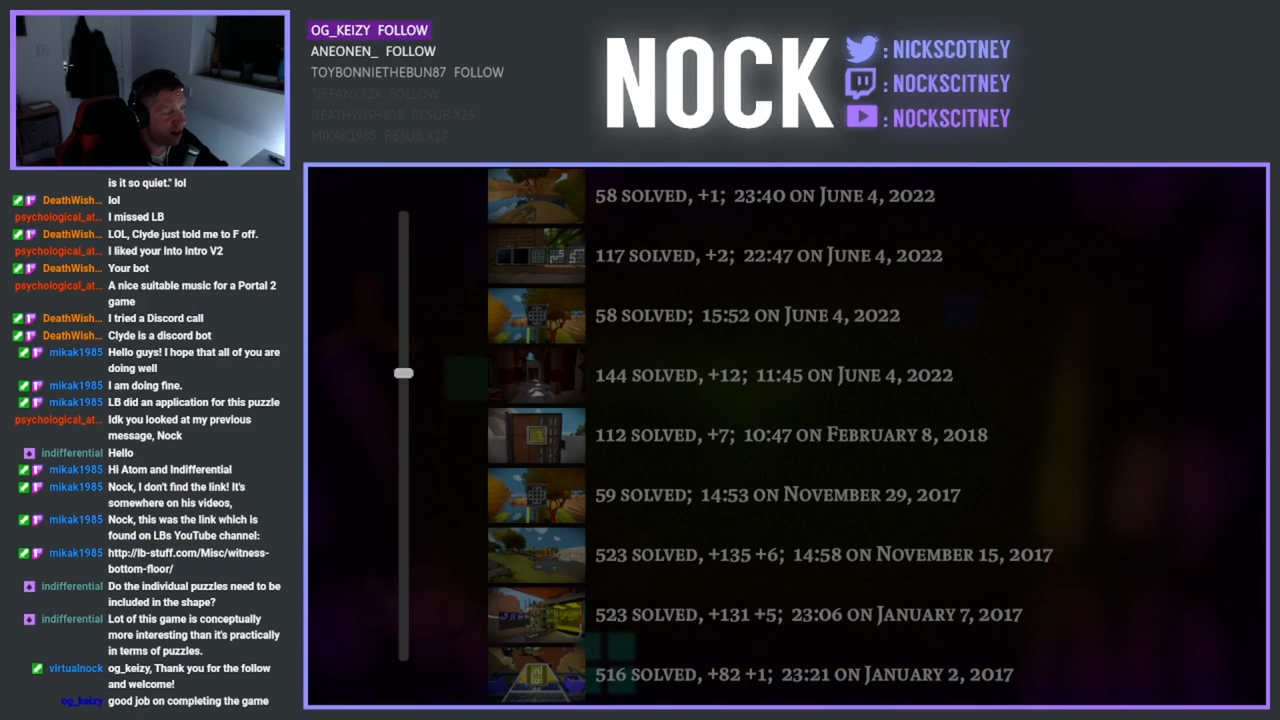 OG_KEIZY FOLLOW
ANEONEN_ FOLLOW
TOYBONNIETHEBUN87 FOLLOW
TIFFANY92X FOLLOW
DEATHWISH808 RESUB X25
MIKAK1985 RESUB X17
NOCK
: NICKSCOTNEY
: NOCKSCITNEY
: NOCKSCITNEY
is it so quiet." lol
DeathWish... lol
psychological_at... I missed LB
DeathWish... LOL, Clyde just told me to F off.
psychological_at... I liked your Into Intro V2
DeathWish... Your bot
psychological_at... A nice suitable music for a Portal 2
game
DeathWish... I tried a Discord call
DeathWish... Clyde is a discord bot
mikak1985 Hello guys! I hope that all of you are
doing well
mikak1985 I am doing fine.
mikak1985 LB did an application for this puzzle
psychological_at... Idk you looked at my previous
message, Nock
indifferential Hello
mikak1985 Hi Atom and Indifferential
mikak1985 Nock, I don't find the link! It's
somewhere on his videos,
mikak1985 Nock, this was the link which is
found on LBs YouTube channel:
mikak1985 http://lb-stuff.com/Misc/witness-
bottom-floor/
indifferential Do the individual puzzles need to be
included in the shape?
indifferential Lot of this game is conceptually
more interesting than it's practically
in terms of puzzles.
virtualnock og_keizy, Thank you for the follow
and welcome!
og_keizy good job on completing the game
58 SOLVED, +1; 23:40 ON JUNE 4, 2022
117 SOLVED, +2; 22:47 ON JUNE 4, 2022
58 SOLVED; 15:52 ON JUNE 4, 2022
144 SOLVED, +12; 11:45 ON JUNE 4, 2022
112 SOLVED, +7; 10:47 ON FEBRUARY 8, 2018
59 SOLVED; 14:53 ON NOVEMBER 29, 2017
523 SOLVED, +135 +6; 14:58 ON NOVEMBER 15, 2017
523 SOLVED, +131 +5; 23:06 ON JANUARY 7, 2017
516 SOLVED, +82 +1; 23:21 ON JANUARY 2, 2017